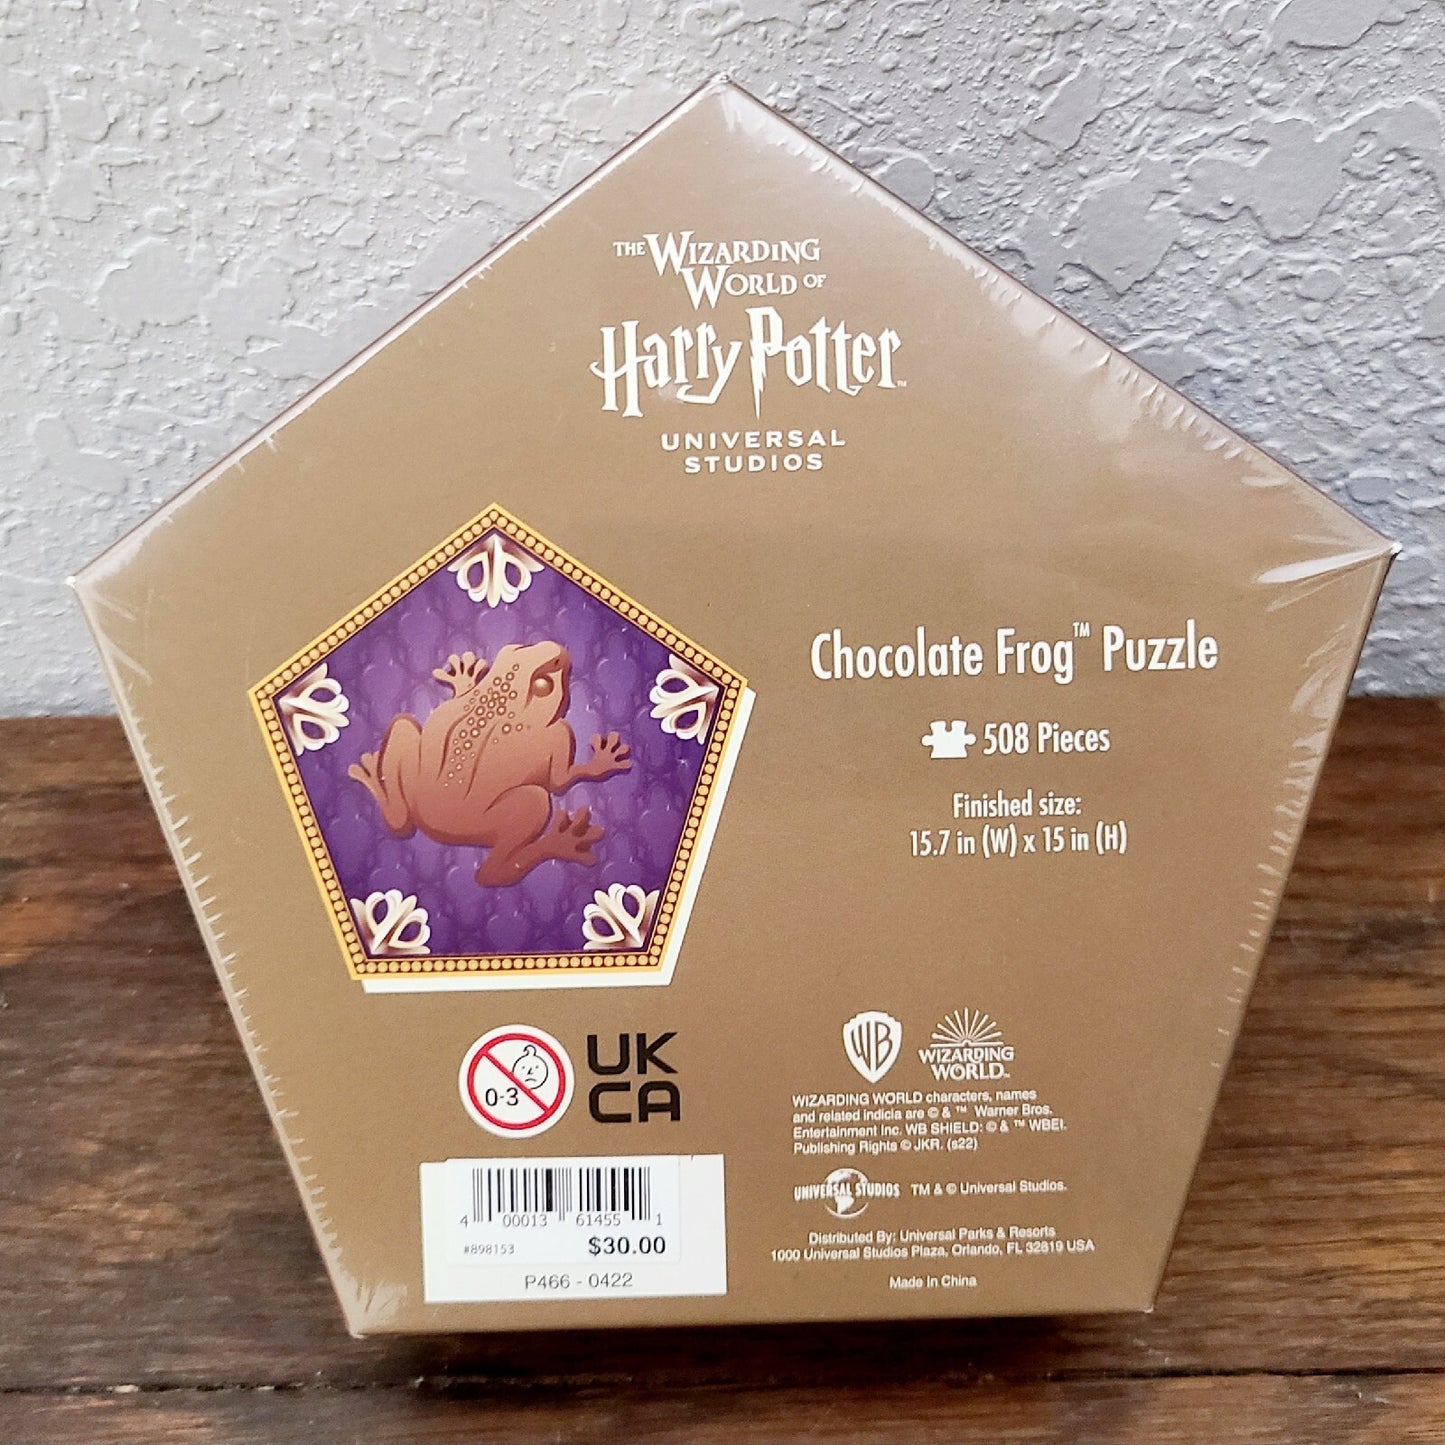 THE WIZARDING
WORLD OF
Harry Potter™
UNIVERSAL
STUDIOS
Chocolate Frog™ Puzzle
508 Pieces
Finished size:
15.7 in (W) x 15 in (H)
0-3
UK
CA
4 00013 61455 1
#898153 $30.00
P466 - 0422
WB
WIZARDING
WORLD™
WIZARDING WORLD characters, names
and related indicia are © & ™ Warner Bros.
Entertainment Inc. WB SHIELD: © & ™ WBEI.
Publishing Rights © JKR. (s22)
UNIVERSAL STUDIOS TM & © Universal Studios.
Distributed By: Universal Parks & Resorts
1000 Universal Studios Plaza, Orlando, FL 32819 USA
Made in China